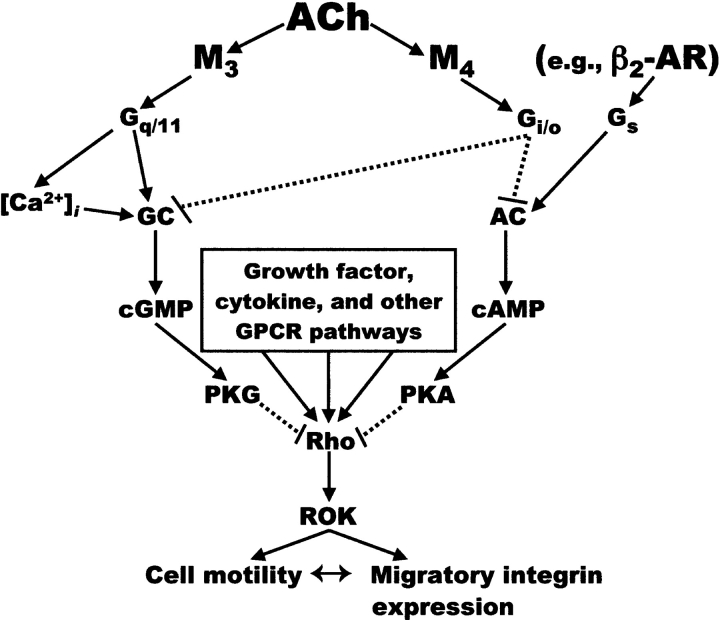 ACh
M3 M4 (e.g., β2-AR)
Gq/11 Gi/o Gs
[Ca2+]i GC AC
Growth factor,
cytokine, and other
GPCR pathways
cGMP cAMP
PKG PKA
Rho
ROK
Cell motility Migratory integrin
expression